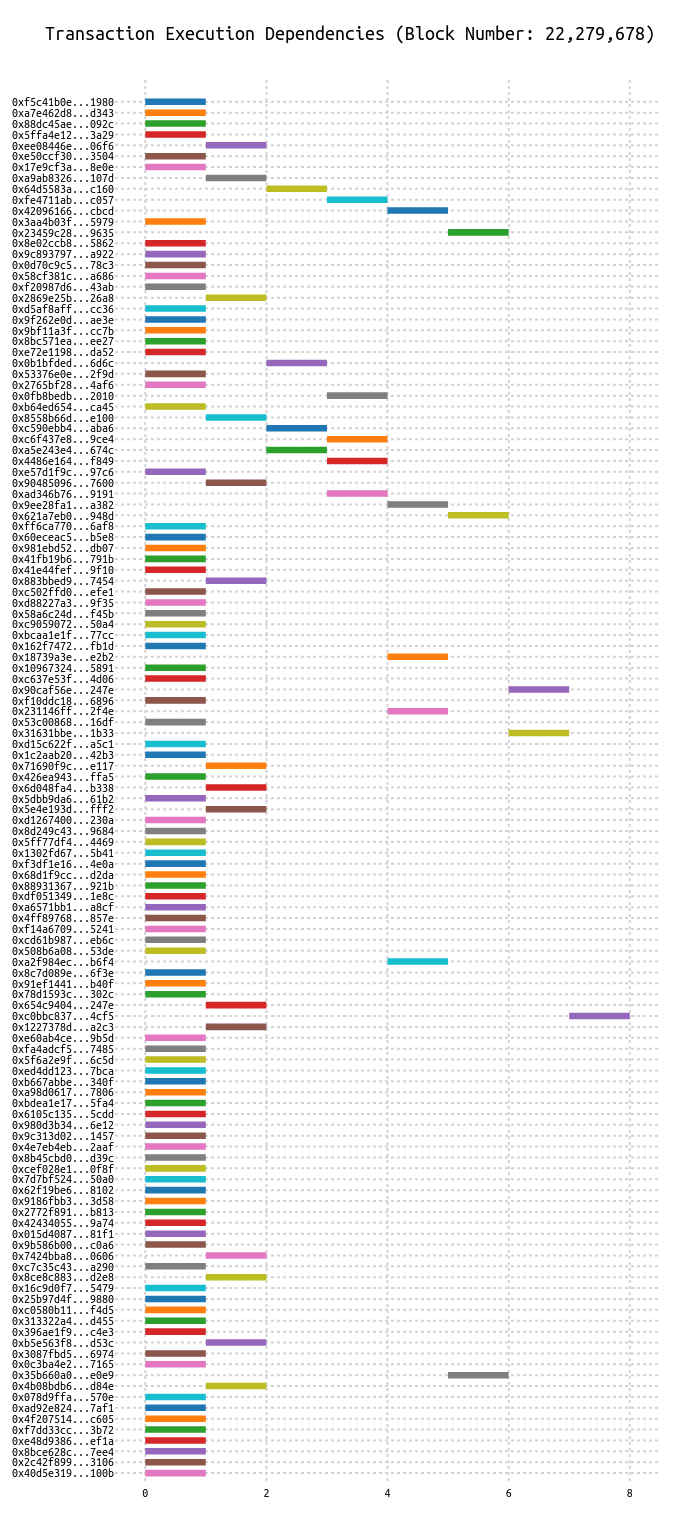 Transaction Execution Dependencies (Block Number: 22,279,678)
0xf5c41b0e...1980
0xa7e462d8...d343
0x88dc45ae...092c
0x5ffa4e12...3a29
0xee08446e...06f6
0xe50ccf30...3504
0x17e9cf3a...8e0e
0xa9ab8326...107d
0x64d5583a...c160
0xfe4711ab...c057
0x42096166...cbcd
0x3aa4b03f...5979
0x23459c28...9635
0x8e02ccb8...5862
0x9c893797...a922
0x0d70c9c5...78c3
0x58cf381c...a686
0xf20987d6...43ab
0x2869e25b...26a8
0xd5af8aff...cc36
0x9f262e0d...ae3e
0x9bf11a3f...cc7b
0x8bc571ea...ee27
0xe72e1198...da52
0x0b1bfded...6d6c
0x53376e0e...2f9d
0x2765bf28...4af6
0x0fb8bedb...2010
0xb64ed654...ca45
0x8558b66d...e100
0xc590ebb4...aba6
0xc6f437e8...9ce4
0xa5e243e4...674c
0x4486e164...f849
0xe57d1f9c...97c6
0x90485096...7600
0xad346b76...9191
0x9ee28fa1...a382
0x621a7eb0...948d
0xff6ca770...6af8
0x60eceac5...b5e8
0x981ebd52...db07
0x41fb19b6...791b
0x41e44fef...9f10
0x883bbed9...7454
0xc502ffd0...efe1
0xd88227a3...9f35
0x58a6c24d...f45b
0xc9059072...50a4
0xbcaa1e1f...77cc
0x162f7472...fb1d
0x18739a3e...e2b2
0x10967324...5891
0xc637e53f...4d06
0x90caf56e...247e
0xf10ddc18...6896
0x231146ff...2f4e
0x53c00868...16df
0x31631bbe...1b33
0xd15c622f...a5c1
0x1c2aab20...42b3
0x71690f9c...e117
0x426ea943...ffa5
0x6d048fa4...b338
0x5dbb9da6...61b2
0x5e4e193d...fff2
0xd1267400...230a
0x8d249c43...9684
0x5ff77df4...4469
0x1302fd67...5b41
0xf3df1e16...4e0a
0x68d1f9cc...d2da
0x88931367...921b
0xdf051349...1e8c
0xa6571bb1...a8cf
0x4ff89768...857e
0xf14a6709...5241
0xcd61b987...eb6c
0x508b6a08...53de
0xa2f984ec...b6f4
0x8c7d089e...6f3e
0x91ef1441...b40f
0x78d1593c...302c
0x654c9404...247e
0xc0bbc837...4cf5
0x1227378d...a2c3
0xe60ab4ce...9b5d
0xfa4adcf5...7485
0x5f6a2e9f...6c5d
0xed4dd123...7bca
0xb667abbe...340f
0xa98d0617...7806
0xbdea1e17...5fa4
0x6105c135...5cdd
0x980d3b34...6e12
0x9c313d02...1457
0x4e7eb4eb...2aaf
0x8b45cbd0...d39c
0xcef028e1...0f8f
0x7d7bf524...50a0
0x62f19be6...8102
0x9186fbb3...3d58
0x2772f891...b813
0x42434055...9a74
0x015d4087...81f1
0x9b586b00...c0a6
0x7424bba8...0606
0xc7c35c43...a290
0x8ce8c883...d2e8
0x16c9d0f7...5479
0x25b97d4f...9880
0xc0580b11...f4d5
0x313322a4...d455
0x396ae1f9...c4e3
0xb5e563f8...d53c
0x3087fbd5...6974
0x0c3ba4e2...7165
0x35b660a0...e0e9
0x4b08bdb6...d84e
0x078d9ffa...570e
0xad92e824...7af1
0x4f207514...c605
0xf7dd33cc...3b72
0xe48d9386...ef1a
0x8bce628c...7ee4
0x2c42f899...3106
0x40d5e319...100b
0 2 4 6 8